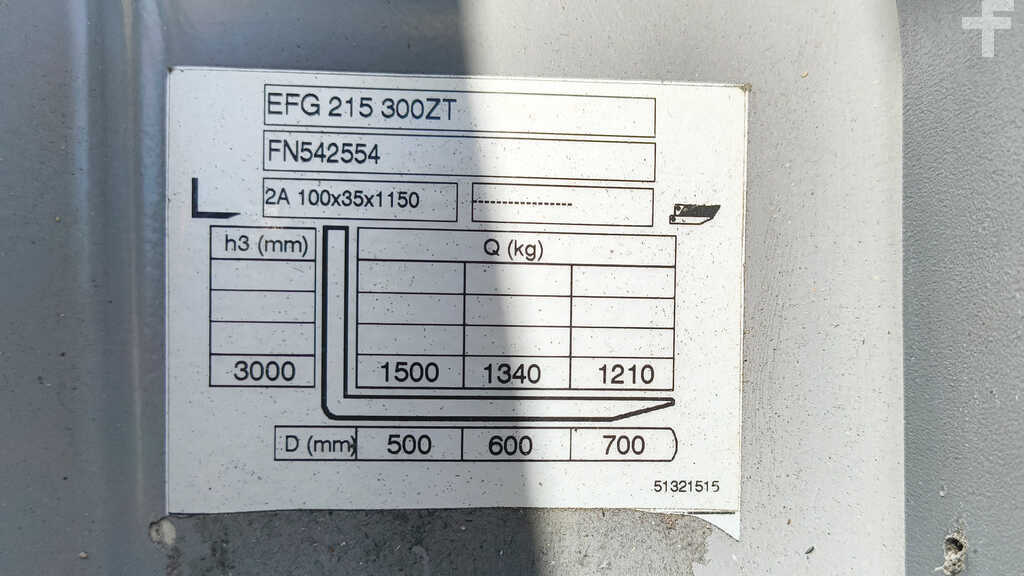 EFG 215 300ZT
FN542554
2A 100x35x1150 ----------------
h3 (mm) Q (kg)
3000 1500 1340 1210
D (mm) 500 600 700
51321515